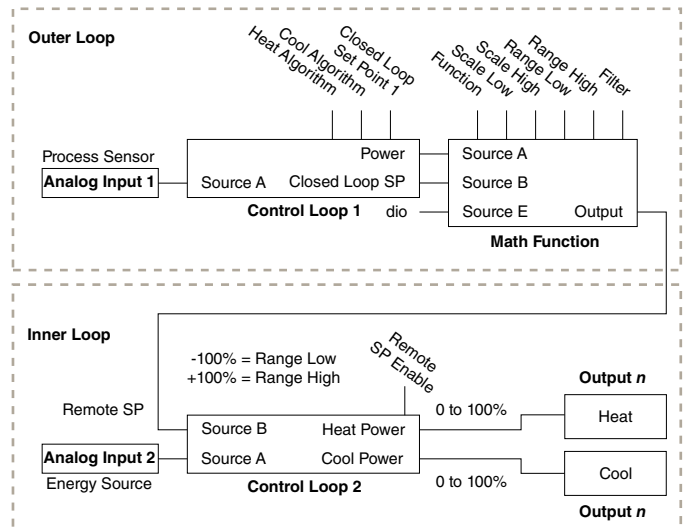 Outer Loop
Heat Algorithm
Cool Algorithm
Closed Loop
Set Point 1
Function
Scale Low
Scale High
Range Low
Range High
Filter
Process Sensor
Analog Input 1
Source A
Power
Closed Loop SP
Control Loop 1
dio
Source A
Source B
Source E
Output
Math Function
Inner Loop
-100% = Range Low
+100% = Range High
Remote
SP Enable
Remote SP
Analog Input 2
Energy Source
Source B
Source A
Heat Power
Cool Power
Control Loop 2
0 to 100%
0 to 100%
Output n
Heat
Cool
Output n